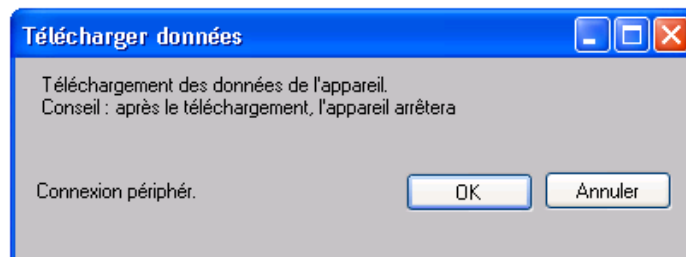 Télécharger données
Téléchargement des données de l'appareil.
Conseil : après le téléchargement, l'appareil arrêtera
Connexion périphér.
OK
Annuler